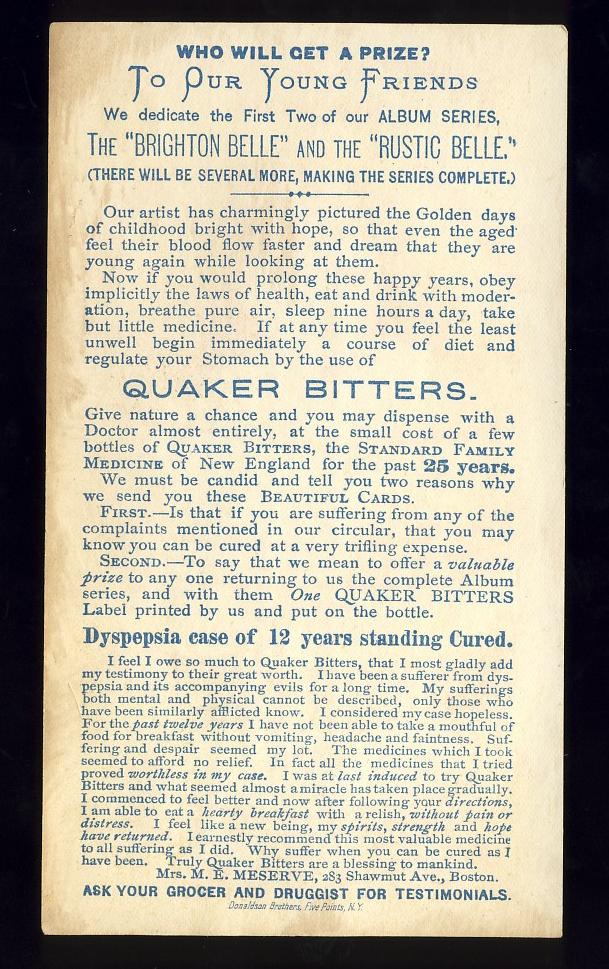 WHO WILL GET A PRIZE?
TO OUR YOUNG FRIENDS
We dedicate the First Two of our ALBUM SERIES,
THE "BRIGHTON BELLE" AND THE "RUSTIC BELLE."
(THERE WILL BE SEVERAL MORE, MAKING THE SERIES COMPLETE.)
Our artist has charmingly pictured the Golden days
of childhood bright with hope, so that even the aged
feel their blood flow faster and dream that they are
young again while looking at them.
Now if you would prolong these happy years, obey
implicitly the laws of health, eat and drink with moder-
ation, breathe pure air, sleep nine hours a day, take
but little medicine. If at any time you feel the least
unwell begin immediately a course of diet and
regulate your Stomach by the use of
QUAKER BITTERS.
Give nature a chance and you may dispense with a
Doctor almost entirely, at the small cost of a few
bottles of QUAKER BITTERS, the STANDARD FAMILY
MEDICINE of New England for the past 25 years.
We must be candid and tell you two reasons why
we send you these BEAUTIFUL CARDS.
FIRST.—Is that if you are suffering from any of the
complaints mentioned in our circular, that you may
know you can be cured at a very trifling expense.
SECOND.—To say that we mean to offer a valuable
prize to any one returning to us the complete Album
series, and with them One QUAKER BITTERS
Label printed by us and put on the bottle.
Dyspepsia case of 12 years standing Cured.
I feel I owe so much to Quaker Bitters, that I most gladly add
my testimony to their great worth. I have been a sufferer from dys-
pepsia and its accompanying evils for a long time. My sufferings
both mental and physical cannot be described, only those who
have been similarly afflicted know. I considered my case hopeless.
For the past twelve years I have not been able to take a mouthful of
food for breakfast without vomiting, headache and faintness. Suf-
fering and despair seemed my lot. The medicines which I took
seemed to afford no relief. In fact all the medicines that I tried
proved worthless in my case. I was at last induced to try Quaker
Bitters and what seemed almost a miracle has taken place gradually.
I commenced to feel better and now after following your directions,
I am able to eat a hearty breakfast with a relish, without pain or
distress. I feel like a new being, my spirits, strength and hope
have returned. I earnestly recommend this most valuable medicine
to all suffering as I did. Why suffer when you can be cured as I
have been. Truly Quaker Bitters are a blessing to mankind.
Mrs. M. E. MESERVE, 283 Shawmut Ave., Boston.
ASK YOUR GROCER AND DRUGGIST FOR TESTIMONIALS.
Donaldson Brothers, Five Points, N.Y.